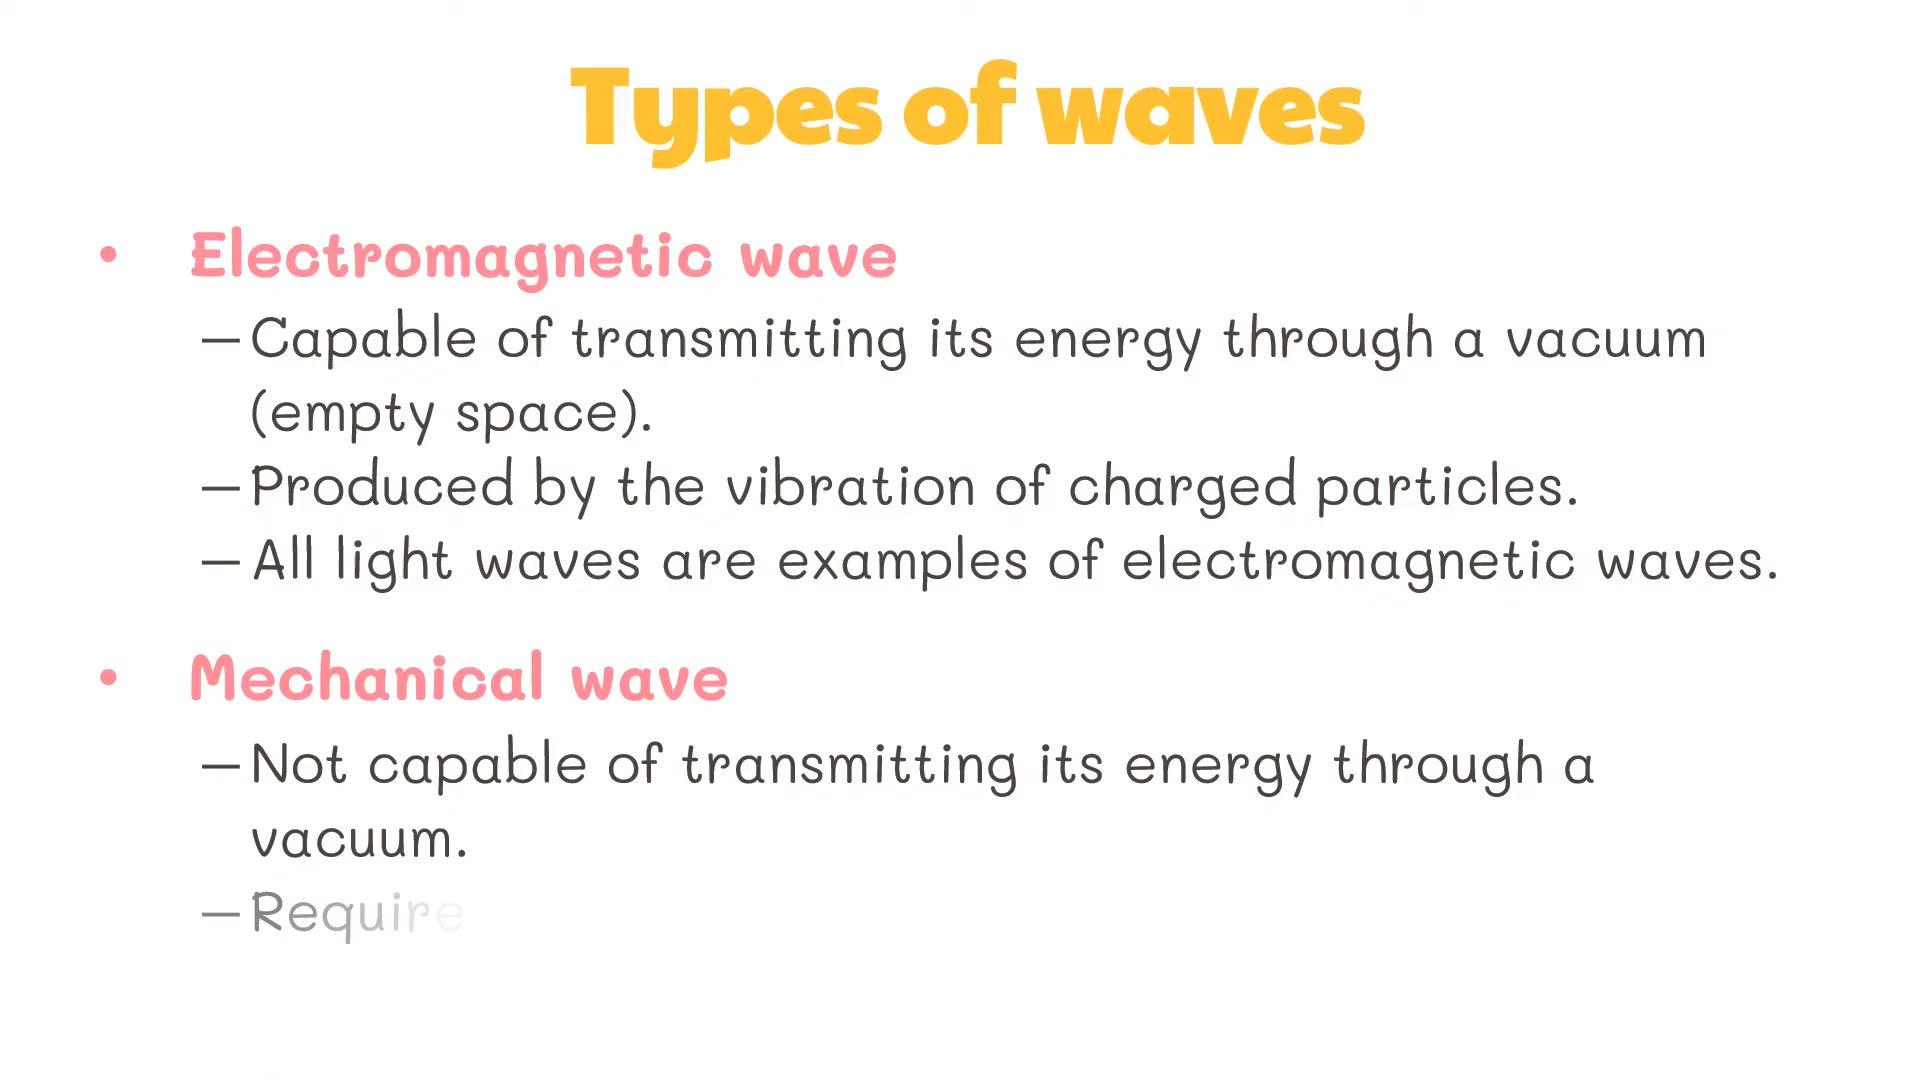 Types of waves
• Electromagnetic wave
– Capable of transmitting its energy through a vacuum
(empty space).
– Produced by the vibration of charged particles.
– All light waves are examples of electromagnetic waves.
• Mechanical wave
– Not capable of transmitting its energy through a
vacuum.
– Require